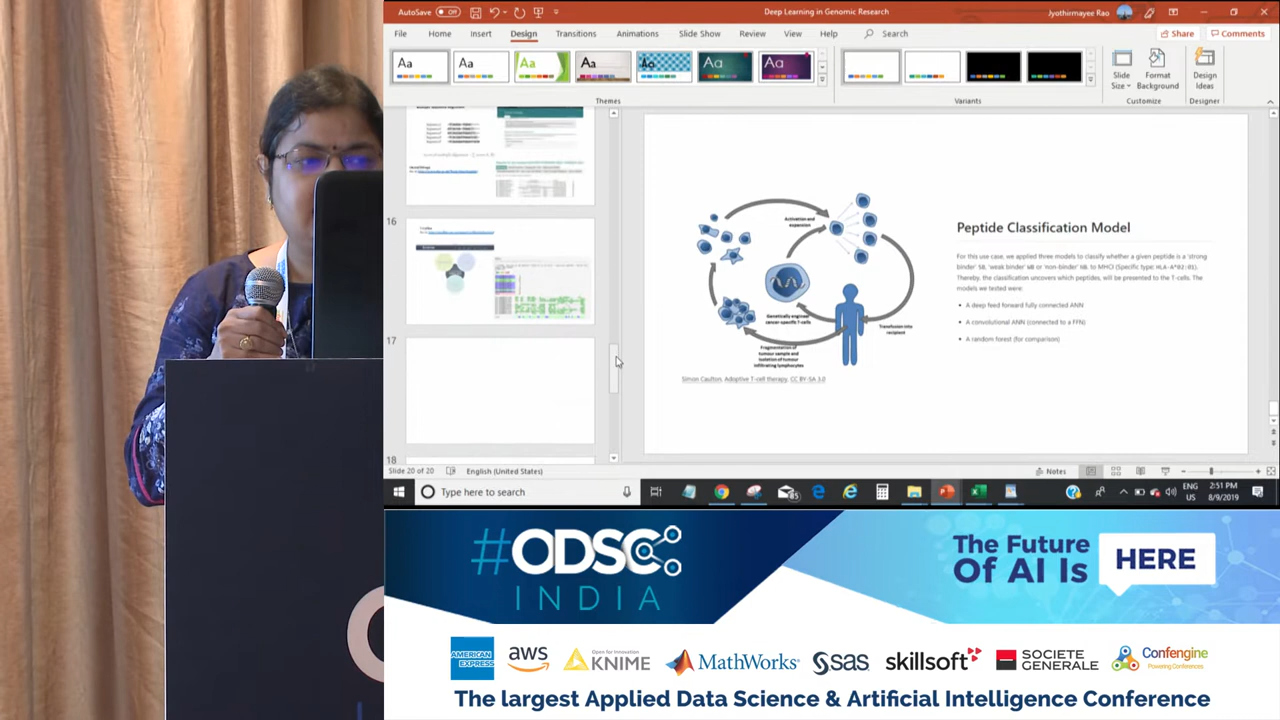 AutoSave Off
Deep Learning in Genomic Research
Jyothirmayee Rao
File Home Insert Design Transitions Animations Slide Show Review View Help Search
Share Comments
Aa Aa Aa Aa Aa Aa Aa
Slide Size
Format Background
Design Ideas
Themes Variants Customize Designer
16
17
18
Activation and expansion
Genetically engineered cancer-specific T-cells
Transfusion into recipient
Fragmentation of tumour sample and isolation of tumour infiltrating lymphocytes
Simon Caulton, Adoptive T-cell therapy, CC BY-SA 3.0
Peptide Classification Model
For this use case, we applied three models to classify whether a given peptide is a 'strong
binder' SB, 'weak binder' WB or 'non-binder' NB, to MHCI (Specific type: HLA-A*02:01).
Thereby, the classification uncovers which peptides, will be presented to the T-cells. The
models we tested were:
• A deep feed forward fully connected ANN
• A convolutional ANN (connected to a FFN)
• A random forest (for comparison)
Slide 20 of 20 English (United States)
Notes
Type here to search
85
ENG
US
2:51 PM
8/9/2019
#ODSC
INDIA
The Future
Of AI Is
HERE
AMERICAN EXPRESS
aws
Open for Innovation
KNIME
MathWorks
sas
skillsoft
SOCIETE GENERALE
Confengine
Powering Conferences
The largest Applied Data Science & Artificial Intelligence Conference